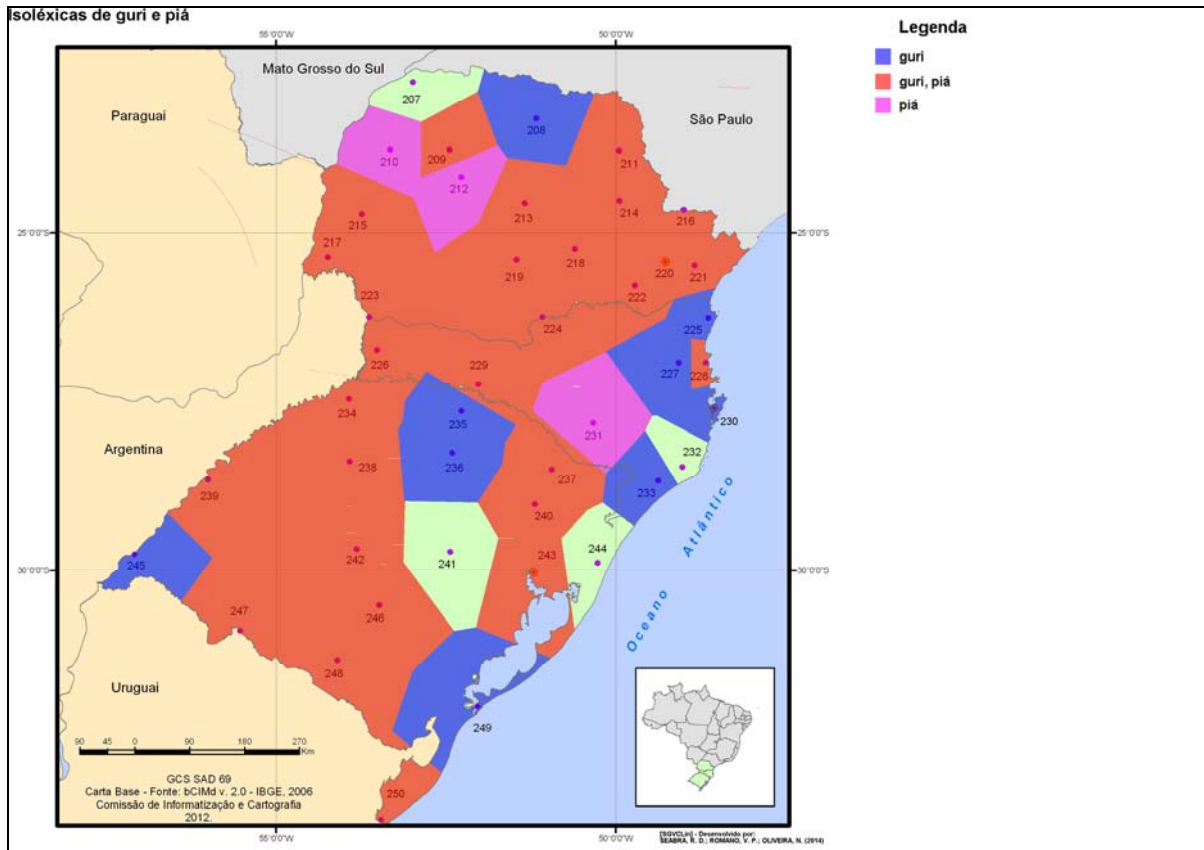 Isoléxicas de guri e piá
55°0'0"W
50°0'0"W
Legenda
guri
guri, piá
piá
Mato Grosso do Sul
Paraguai
São Paulo
207
208
209
210
211
212
213
214
215
216
25°0'0"S
25°0'0"S
217
218
219
220
221
222
223
224
225
226
227
228
229
230
231
232
233
234
235
236
237
238
239
Argentina
240
241
242
243
244
245
30°0'0"S
30°0'0"S
246
247
248
249
250
Oceano Atlântico
Uruguai
90 45 0 90 180 270
Km
GCS SAD 69
Carta Base - Fonte: bCIMd v. 2.0 - IBGE, 2006
Comissão de Informatização e Cartografia
2012.
55°0'0"W
50°0'0"W
[SGVCLin] - Desenvolvido por:
SEABRA, R. D.; ROMANO, V. P.; OLIVEIRA, N. (2014)